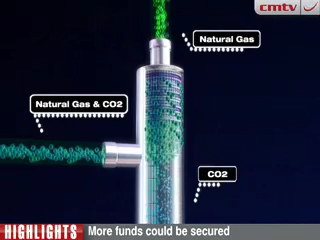 cmtv
Natural Gas
Natural Gas & CO2
CO2
HIGHLIGHTS More funds could be secured